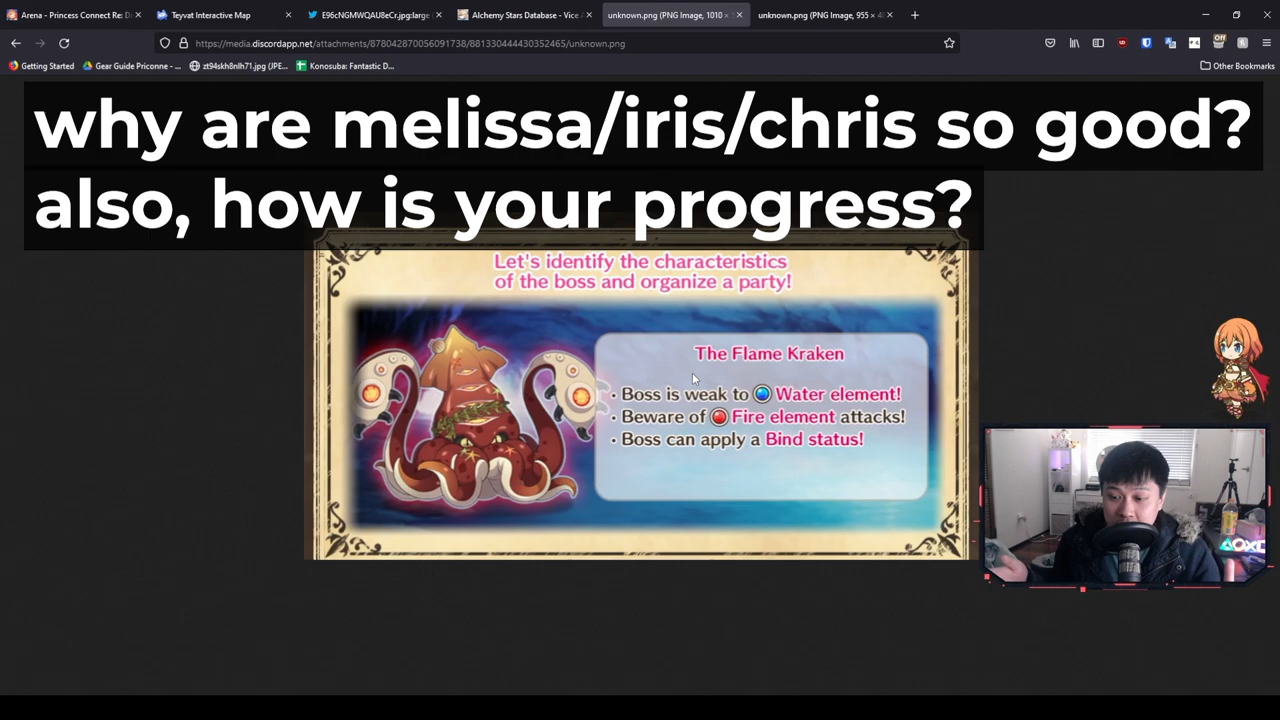 Arena - Princess Connect Re: D
Teyvat Interactive Map
E96cNGMWQAU8eCr.jpg:large
Alchemy Stars Database - Vice
unknown.png (PNG Image, 1010 ×
unknown.png (PNG Image, 955 ×
https://media.discordapp.net/attachments/878042870056091738/881330444430352465/unknown.png
Off
Getting Started
Gear Guide Priconne - ...
zt94skh8nlh71.jpg (JPE...
Konosuba: Fantastic D...
Other Bookmarks
why are melissa/iris/chris so good?
also, how is your progress?
Let's identify the characteristics
of the boss and organize a party!
The Flame Kraken
· Boss is weak to Water element!
· Beware of Fire element attacks!
· Boss can apply a Bind status!